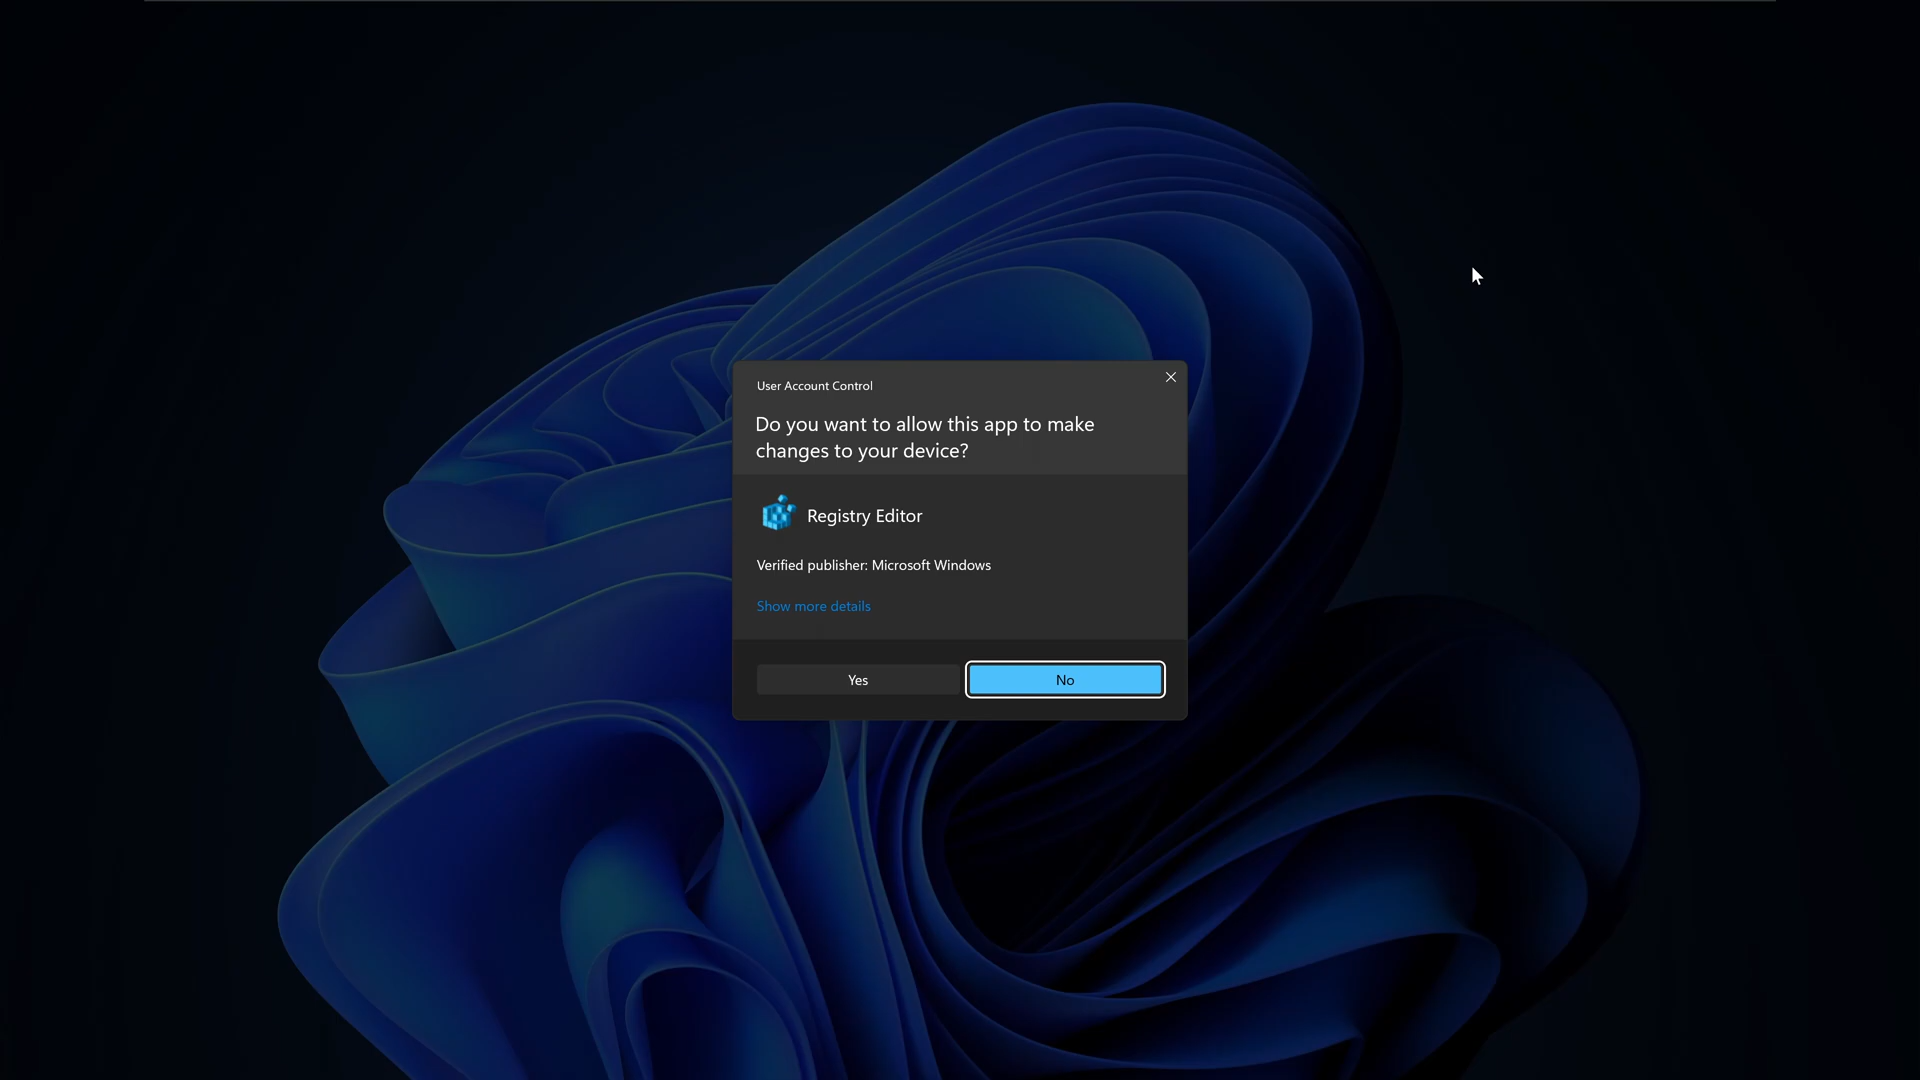 User Account Control
Do you want to allow this app to make
changes to your device?
Registry Editor
Verified publisher: Microsoft Windows
Show more details
Yes
No